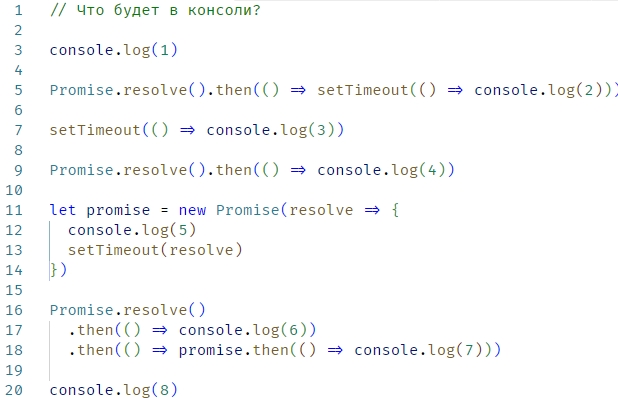 1 // Что будет в консоли?
2
3 console.log(1)
4
5 Promise.resolve().then(() => setTimeout(() => console.log(2)))
6
7 setTimeout(() => console.log(3))
8
9 Promise.resolve().then(() => console.log(4))
10
11 let promise = new Promise(resolve => {
12 console.log(5)
13 setTimeout(resolve)
14 })
15
16 Promise.resolve()
17 .then(() => console.log(6))
18 .then(() => promise.then(() => console.log(7)))
19
20 console.log(8)